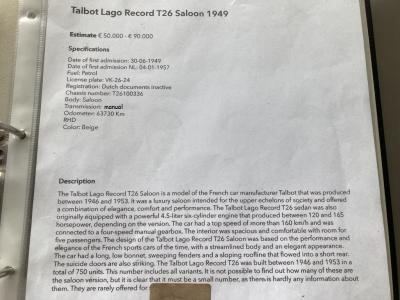 Talbot Lago Record T26 Saloon 1949
Estimate € 50.000 - € 90.000
Specifications
Date of first admission: 30-06-1949
Date of first admission NL: 04-01-1957
Fuel: Petrol
License plate: VK-26-24
Registration: Dutch documents inactive
Chassis number: T26100336
Body: Saloon
Transmission: manual
Odometer: 63730 Km
RHD
Color: Beige
Description
The Talbot Lago Record T26 Saloon is a model of the French car manufacturer Talbot that was produced
between 1946 and 1953. It was a luxury saloon intended for the upper echelons of society and offered
a combination of elegance, comfort and performance. The Talbot Lago Record T26 sedan was also
originally equipped with a powerful 4.5-liter six-cylinder engine that produced between 120 and 165
horsepower, depending on the version. The car had a top speed of more than 160 km/h and was
connected to a four-speed manual gearbox. The interior was spacious and comfortable with room for
five passengers. The design of the Talbot Lago Record T26 Saloon was based on the performance and
elegance of the French sports cars of the time, with a streamlined body and an elegant appearance.
The car had a long, low bonnet, sweeping fenders and a sloping roofline that flowed into a short rear.
The suicide doors are also striking. The Talbot Lago Record T26 was built between 1946 and 1953 in a
total of 750 units. This number includes all variants. It is not possible to find out how many of these are
the saloon version, but it is clear that it must be a small number, as there is hardly any information about
them. They are rarely offered for